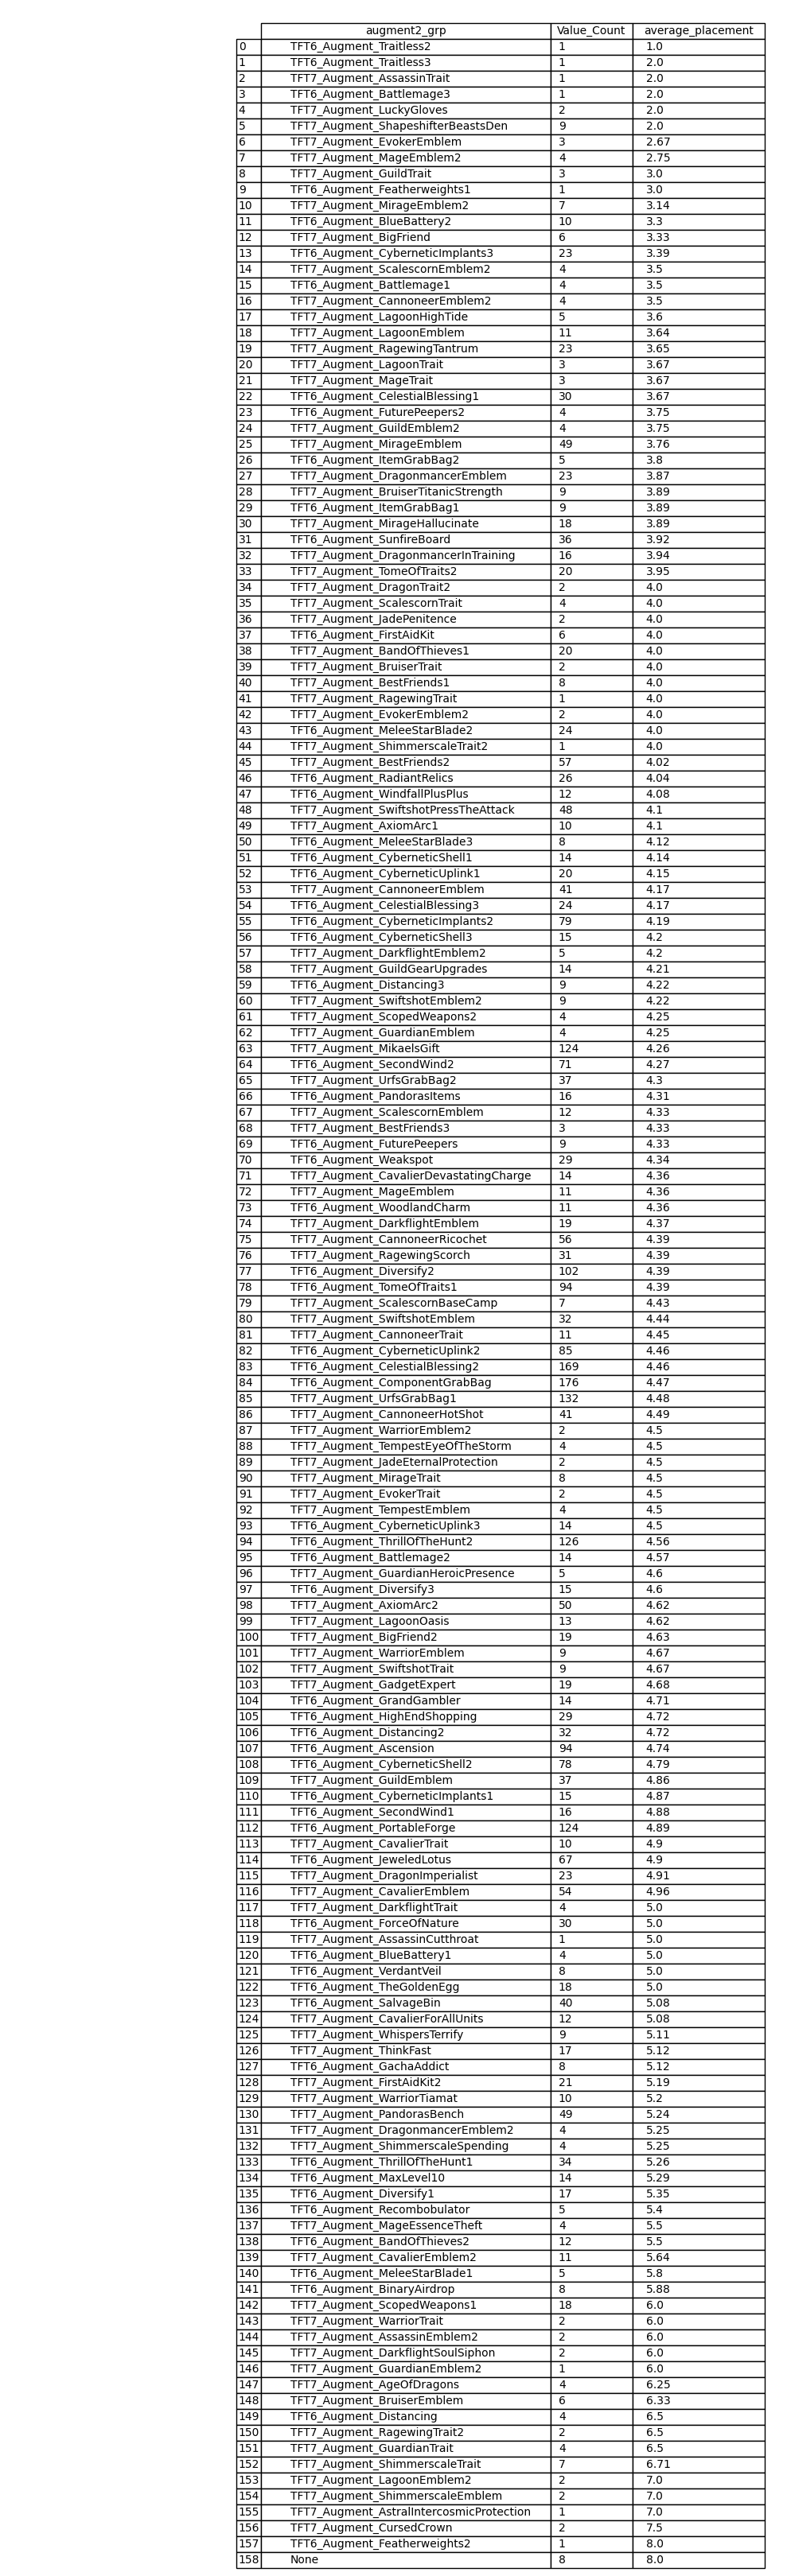 augment2_grp Value_Count average_placement
0 TFT6_Augment_Traitless2 1 1.0
1 TFT6_Augment_Traitless3 1 2.0
2 TFT7_Augment_AssassinTrait 1 2.0
3 TFT6_Augment_Battlemage3 1 2.0
4 TFT7_Augment_LuckyGloves 2 2.0
5 TFT7_Augment_ShapeshifterBeastsDen 9 2.0
6 TFT7_Augment_EvokerEmblem 3 2.67
7 TFT7_Augment_MageEmblem2 4 2.75
8 TFT7_Augment_GuildTrait 3 3.0
9 TFT6_Augment_Featherweights1 1 3.0
10 TFT7_Augment_MirageEmblem2 7 3.14
11 TFT6_Augment_BlueBattery2 10 3.3
12 TFT7_Augment_BigFriend 6 3.33
13 TFT6_Augment_CyberneticImplants3 23 3.39
14 TFT7_Augment_ScalescornEmblem2 4 3.5
15 TFT6_Augment_Battlemage1 4 3.5
16 TFT7_Augment_CannoneerEmblem2 4 3.5
17 TFT7_Augment_LagoonHighTide 5 3.6
18 TFT7_Augment_LagoonEmblem 11 3.64
19 TFT7_Augment_RagewingTantrum 23 3.65
20 TFT7_Augment_LagoonTrait 3 3.67
21 TFT7_Augment_MageTrait 3 3.67
22 TFT6_Augment_CelestialBlessing1 30 3.67
23 TFT6_Augment_FuturePeepers2 4 3.75
24 TFT7_Augment_GuildEmblem2 4 3.75
25 TFT7_Augment_MirageEmblem 49 3.76
26 TFT6_Augment_ItemGrabBag2 5 3.8
27 TFT7_Augment_DragonmancerEmblem 23 3.87
28 TFT7_Augment_BruiserTitanicStrength 9 3.89
29 TFT6_Augment_ItemGrabBag1 9 3.89
30 TFT7_Augment_MirageHallucinate 18 3.89
31 TFT6_Augment_SunfireBoard 36 3.92
32 TFT7_Augment_DragonmancerInTraining 16 3.94
33 TFT6_Augment_TomeOfTraits2 20 3.95
34 TFT7_Augment_DragonTrait2 2 4.0
35 TFT7_Augment_ScalescornTrait 4 4.0
36 TFT7_Augment_JadePenitence 2 4.0
37 TFT6_Augment_FirstAidKit 6 4.0
38 TFT7_Augment_BandOfThieves1 20 4.0
39 TFT7_Augment_BruiserTrait 2 4.0
40 TFT7_Augment_BestFriends1 8 4.0
41 TFT7_Augment_RagewingTrait 1 4.0
42 TFT7_Augment_EvokerEmblem2 2 4.0
43 TFT6_Augment_MeleeStarBlade2 24 4.0
44 TFT7_Augment_ShimmerscaleTrait2 1 4.0
45 TFT7_Augment_BestFriends2 57 4.02
46 TFT6_Augment_RadiantRelics 26 4.04
47 TFT6_Augment_WindfallPlusPlus 12 4.08
48 TFT7_Augment_SwiftshotPressTheAttack 48 4.1
49 TFT7_Augment_AxiomArc1 10 4.1
50 TFT6_Augment_MeleeStarBlade3 8 4.12
51 TFT6_Augment_CyberneticShell1 14 4.14
52 TFT6_Augment_CyberneticUplink1 20 4.15
53 TFT7_Augment_CannoneerEmblem 41 4.17
54 TFT6_Augment_CelestialBlessing3 24 4.17
55 TFT6_Augment_CyberneticImplants2 79 4.19
56 TFT6_Augment_CyberneticShell3 15 4.2
57 TFT7_Augment_DarkflightEmblem2 5 4.2
58 TFT7_Augment_GuildGearUpgrades 14 4.21
59 TFT6_Augment_Distancing3 9 4.22
60 TFT7_Augment_SwiftshotEmblem2 9 4.22
61 TFT7_Augment_ScopedWeapons2 4 4.25
62 TFT7_Augment_GuardianEmblem 4 4.25
63 TFT7_Augment_MikaelsGift 124 4.26
64 TFT6_Augment_SecondWind2 71 4.27
65 TFT7_Augment_UrfsGrabBag2 37 4.3
66 TFT6_Augment_PandorasItems 16 4.31
67 TFT7_Augment_ScalescornEmblem 12 4.33
68 TFT7_Augment_BestFriends3 3 4.33
69 TFT6_Augment_FuturePeepers 9 4.33
70 TFT6_Augment_Weakspot 29 4.34
71 TFT7_Augment_CavalierDevastatingCharge 14 4.36
72 TFT7_Augment_MageEmblem 11 4.36
73 TFT6_Augment_WoodlandCharm 11 4.36
74 TFT7_Augment_DarkflightEmblem 19 4.37
75 TFT7_Augment_CannoneerRicochet 56 4.39
76 TFT7_Augment_RagewingScorch 31 4.39
77 TFT6_Augment_Diversify2 102 4.39
78 TFT6_Augment_TomeOfTraits1 94 4.39
79 TFT7_Augment_ScalescornBaseCamp 7 4.43
80 TFT7_Augment_SwiftshotEmblem 32 4.44
81 TFT7_Augment_CannoneerTrait 11 4.45
82 TFT6_Augment_CyberneticUplink2 85 4.46
83 TFT6_Augment_CelestialBlessing2 169 4.46
84 TFT6_Augment_ComponentGrabBag 176 4.47
85 TFT7_Augment_UrfsGrabBag1 132 4.48
86 TFT7_Augment_CannoneerHotShot 41 4.49
87 TFT7_Augment_WarriorEmblem2 2 4.5
88 TFT7_Augment_TempestEyeOfTheStorm 4 4.5
89 TFT7_Augment_JadeEternalProtection 2 4.5
90 TFT7_Augment_MirageTrait 8 4.5
91 TFT7_Augment_EvokerTrait 2 4.5
92 TFT7_Augment_TempestEmblem 4 4.5
93 TFT6_Augment_CyberneticUplink3 14 4.5
94 TFT6_Augment_ThrillOfTheHunt2 126 4.56
95 TFT6_Augment_Battlemage2 14 4.57
96 TFT7_Augment_GuardianHeroicPresence 5 4.6
97 TFT6_Augment_Diversify3 15 4.6
98 TFT7_Augment_AxiomArc2 50 4.62
99 TFT7_Augment_LagoonOasis 13 4.62
100 TFT7_Augment_BigFriend2 19 4.63
101 TFT7_Augment_WarriorEmblem 9 4.67
102 TFT7_Augment_SwiftshotTrait 9 4.67
103 TFT7_Augment_GadgetExpert 19 4.68
104 TFT6_Augment_GrandGambler 14 4.71
105 TFT6_Augment_HighEndShopping 29 4.72
106 TFT6_Augment_Distancing2 32 4.72
107 TFT6_Augment_Ascension 94 4.74
108 TFT6_Augment_CyberneticShell2 78 4.79
109 TFT7_Augment_GuildEmblem 37 4.86
110 TFT6_Augment_CyberneticImplants1 15 4.87
111 TFT6_Augment_SecondWind1 16 4.88
112 TFT6_Augment_PortableForge 124 4.89
113 TFT7_Augment_CavalierTrait 10 4.9
114 TFT6_Augment_JeweledLotus 67 4.9
115 TFT7_Augment_DragonImperialist 23 4.91
116 TFT7_Augment_CavalierEmblem 54 4.96
117 TFT7_Augment_DarkflightTrait 4 5.0
118 TFT6_Augment_ForceOfNature 30 5.0
119 TFT7_Augment_AssassinCutthroat 1 5.0
120 TFT6_Augment_BlueBattery1 4 5.0
121 TFT6_Augment_VerdantVeil 8 5.0
122 TFT6_Augment_TheGoldenEgg 18 5.0
123 TFT6_Augment_SalvageBin 40 5.08
124 TFT7_Augment_CavalierForAllUnits 12 5.08
125 TFT7_Augment_WhispersTerrify 9 5.11
126 TFT7_Augment_ThinkFast 17 5.12
127 TFT6_Augment_GachaAddict 8 5.12
128 TFT7_Augment_FirstAidKit2 21 5.19
129 TFT7_Augment_WarriorTiamat 10 5.2
130 TFT7_Augment_PandorasBench 49 5.24
131 TFT7_Augment_DragonmancerEmblem2 4 5.25
132 TFT7_Augment_ShimmerscaleSpending 4 5.25
133 TFT6_Augment_ThrillOfTheHunt1 34 5.26
134 TFT6_Augment_MaxLevel10 14 5.29
135 TFT6_Augment_Diversify1 17 5.35
136 TFT6_Augment_Recombobulator 5 5.4
137 TFT7_Augment_MageEssenceTheft 4 5.5
138 TFT6_Augment_BandOfThieves2 12 5.5
139 TFT7_Augment_CavalierEmblem2 11 5.64
140 TFT6_Augment_MeleeStarBlade1 5 5.8
141 TFT6_Augment_BinaryAirdrop 8 5.88
142 TFT7_Augment_ScopedWeapons1 18 6.0
143 TFT7_Augment_WarriorTrait 2 6.0
144 TFT7_Augment_AssassinEmblem2 2 6.0
145 TFT7_Augment_DarkflightSoulSiphon 2 6.0
146 TFT7_Augment_GuardianEmblem2 1 6.0
147 TFT7_Augment_AgeOfDragons 4 6.25
148 TFT7_Augment_BruiserEmblem 6 6.33
149 TFT6_Augment_Distancing 4 6.5
150 TFT7_Augment_RagewingTrait2 2 6.5
151 TFT7_Augment_GuardianTrait 4 6.5
152 TFT7_Augment_ShimmerscaleTrait 7 6.71
153 TFT7_Augment_LagoonEmblem2 2 7.0
154 TFT7_Augment_ShimmerscaleEmblem 2 7.0
155 TFT7_Augment_AstralIntercosmicProtection 1 7.0
156 TFT7_Augment_CursedCrown 2 7.5
157 TFT6_Augment_Featherweights2 1 8.0
158 None 8 8.0